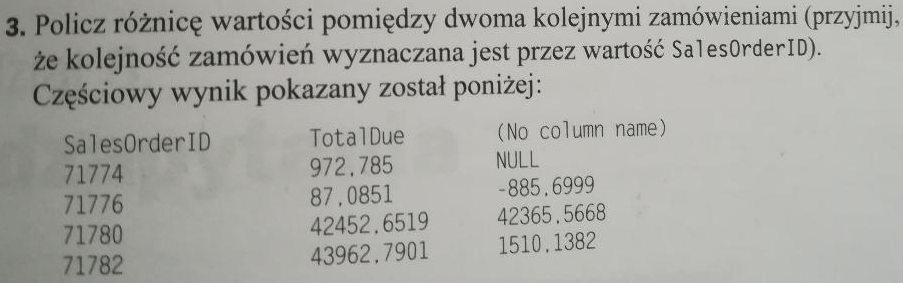 3. Policz różnicę wartości pomiędzy dwoma kolejnymi zamówieniami (przyjmij,
że kolejność zamówień wyznaczana jest przez wartość SalesOrderID).
Częściowy wynik pokazany został poniżej:
SalesOrderID TotalDue (No column name)
71774 972,785 NULL
71776 87,0851 -885,6999
71780 42452,6519 42365,5668
71782 43962,7901 1510,1382